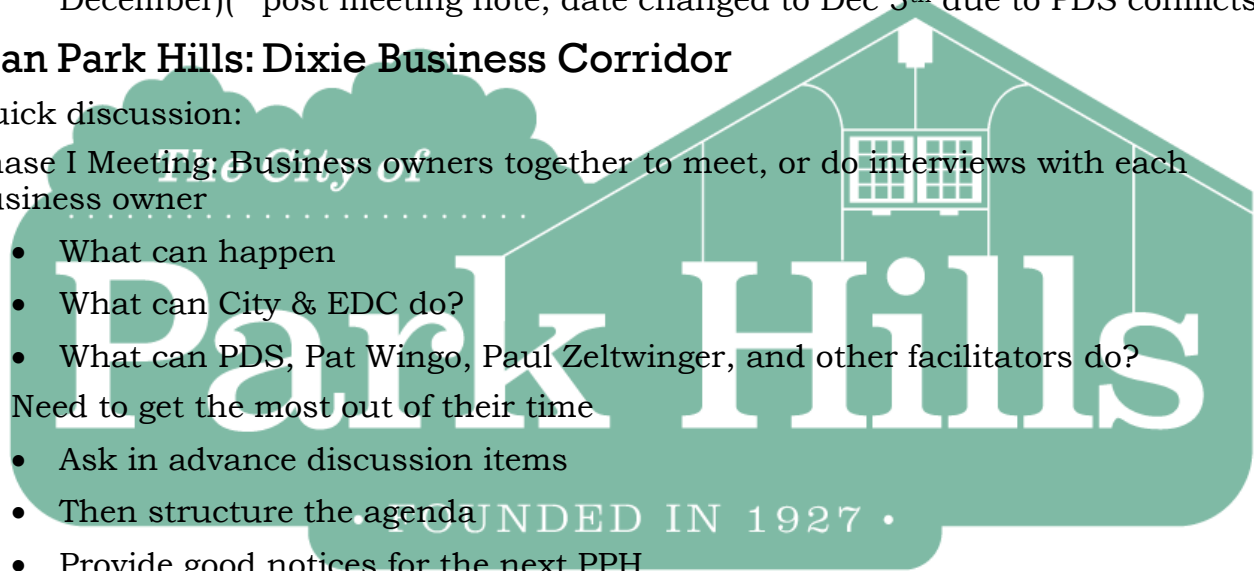 December)(* post meeting note, date changed to Dec 5th due to PDS conflicts
an Park Hills: Dixie Business Corridor
uick discussion:
hase I Meeting: Business owners together to meet, or do interviews with each
usiness owner
• What can happen
• What can City & EDC do?
• What can PDS, Pat Wingo, Paul Zeltwinger, and other facilitators do?
Need to get the most out of their time
• Ask in advance discussion items
• Then structure the agenda
• Provide good notices for the next PPH
The City of
Park Hills
• FOUNDED IN 1927 •